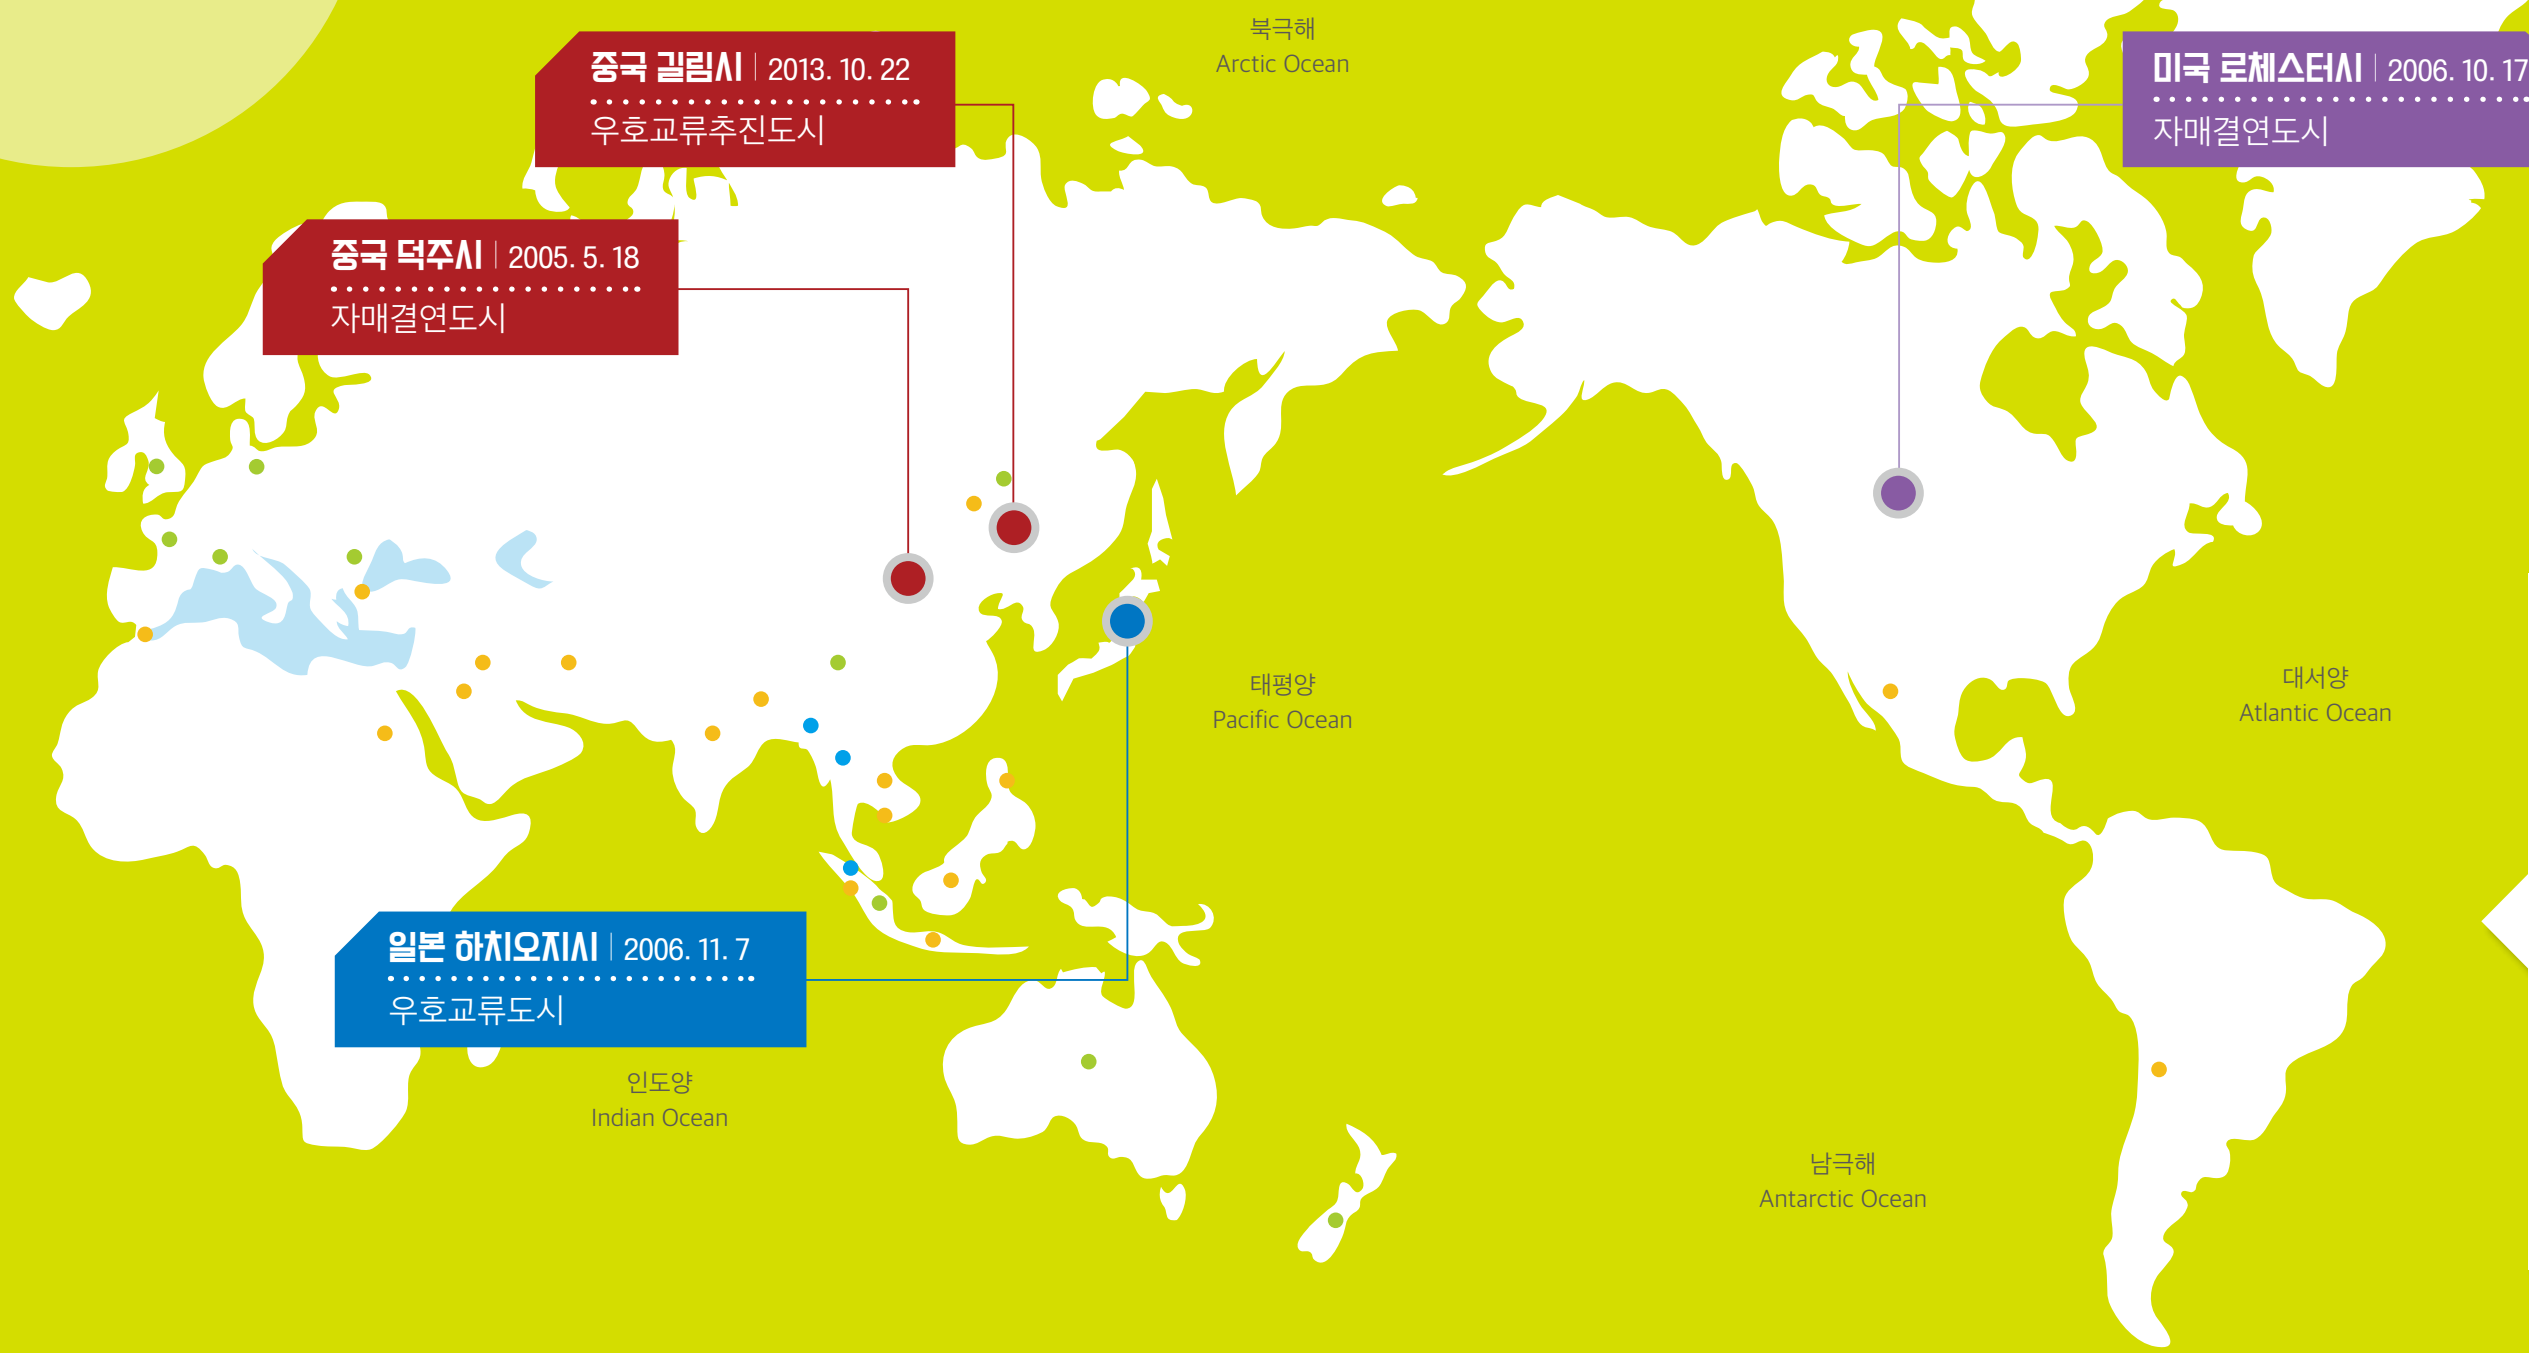 북극해
Arctic Ocean
중국 길림시 | 2013. 10. 22
우호교류추진도시
미국 로체스터시 | 2006. 10. 17
자매결연도시
중국 덕주시 | 2005. 5. 18
자매결연도시
태평양
Pacific Ocean
대서양
Atlantic Ocean
일본 하치오지시 | 2006. 11. 7
우호교류도시
인도양
Indian Ocean
남극해
Antarctic Ocean